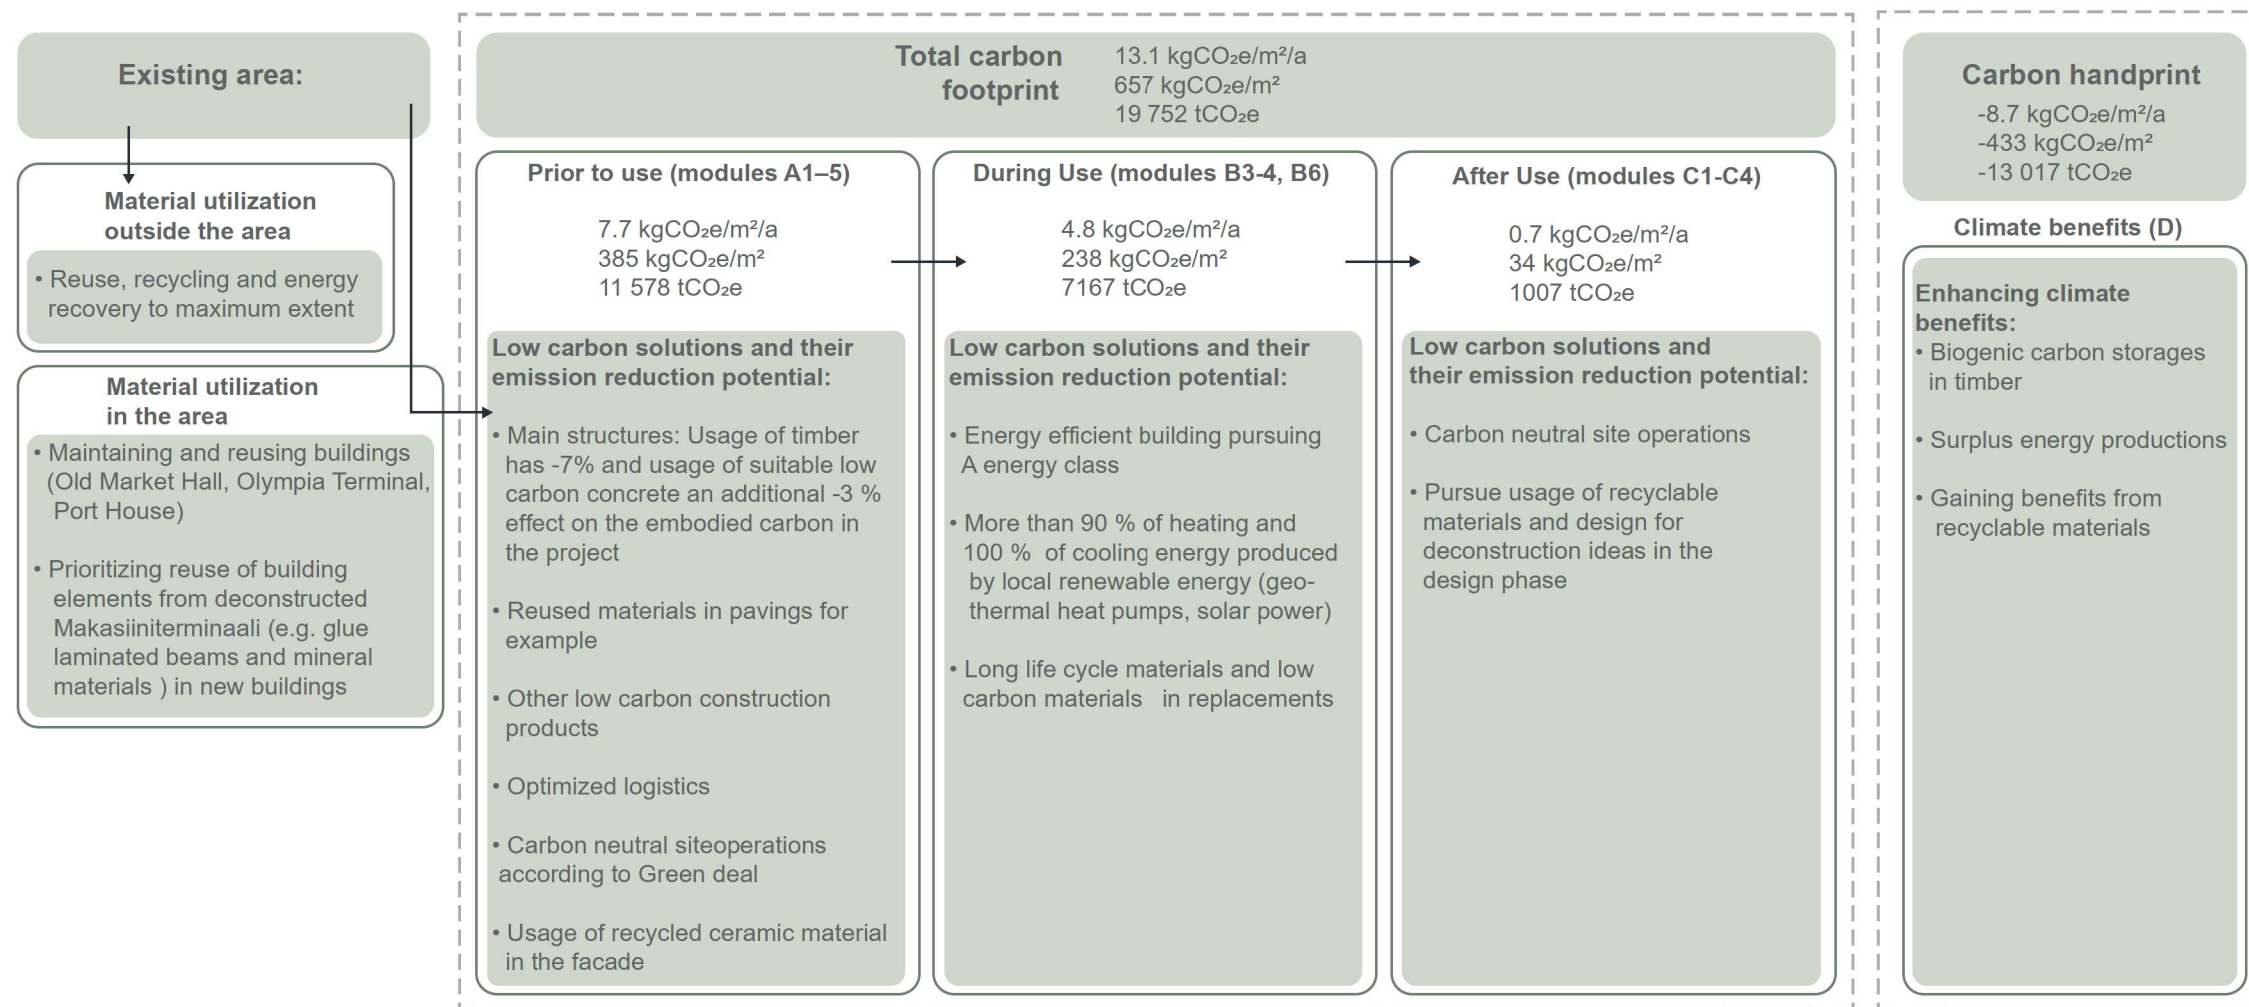 Existing area:
Material utilization
outside the area
• Reuse, recycling and energy
recovery to maximum extent
Material utilization
in the area
• Maintaining and reusing buildings
(Old Market Hall, Olympia Terminal,
Port House)
• Prioritizing reuse of building
elements from deconstructed
Makasiiniterminaali (e.g. glue
laminated beams and mineral
materials ) in new buildings
Total carbon
footprint
13.1 kgCO₂e/m²/a
657 kgCO₂e/m²
19 752 tCO₂e
Prior to use (modules A1–5)
7.7 kgCO₂e/m²/a
385 kgCO₂e/m²
11 578 tCO₂e
Low carbon solutions and their
emission reduction potential:
• Main structures: Usage of timber
has -7% and usage of suitable low
carbon concrete an additional -3 %
effect on the embodied carbon in
the project
• Reused materials in pavings for
example
• Other low carbon construction
products
• Optimized logistics
• Carbon neutral siteoperations
according to Green deal
• Usage of recycled ceramic material
in the facade
During Use (modules B3-4, B6)
4.8 kgCO₂e/m²/a
238 kgCO₂e/m²
7167 tCO₂e
Low carbon solutions and their
emission reduction potential:
• Energy efficient building pursuing
A energy class
• More than 90 % of heating and
100 % of cooling energy produced
by local renewable energy (geo-
thermal heat pumps, solar power)
• Long life cycle materials and low
carbon materials in replacements
After Use (modules C1-C4)
0.7 kgCO₂e/m²/a
34 kgCO₂e/m²
1007 tCO₂e
Low carbon solutions and
their emission reduction potential:
• Carbon neutral site operations
• Pursue usage of recyclable
materials and design for
deconstruction ideas in the
design phase
Carbon handprint
-8.7 kgCO₂e/m²/a
-433 kgCO₂e/m²
-13 017 tCO₂e
Climate benefits (D)
Enhancing climate
benefits:
• Biogenic carbon storages
in timber
• Surplus energy productions
• Gaining benefits from
recyclable materials